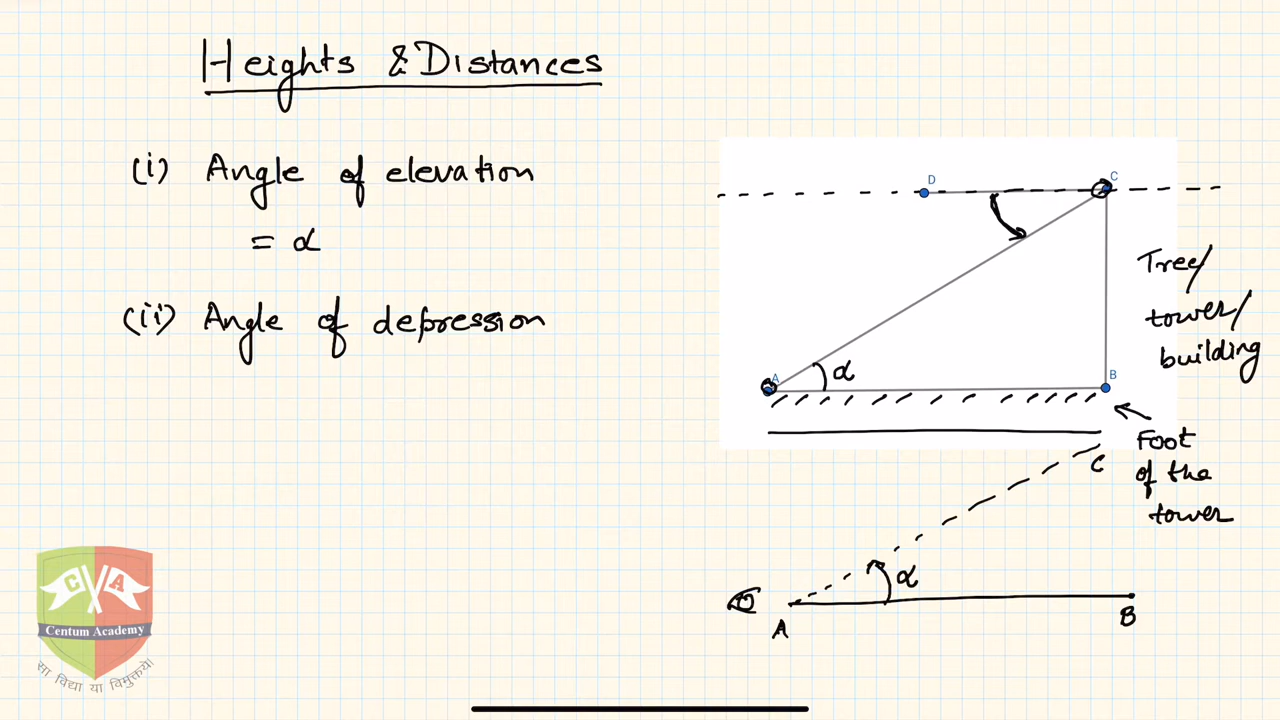 Heights & Distances
(i) Angle of elevation
= α
(ii) Angle of depression
D
C
Tree/
tower/
building
A
α
B
Foot
of the
tower
C
α
A
B
C A
Centum Academy
सा विद्या या विमुक्तये।